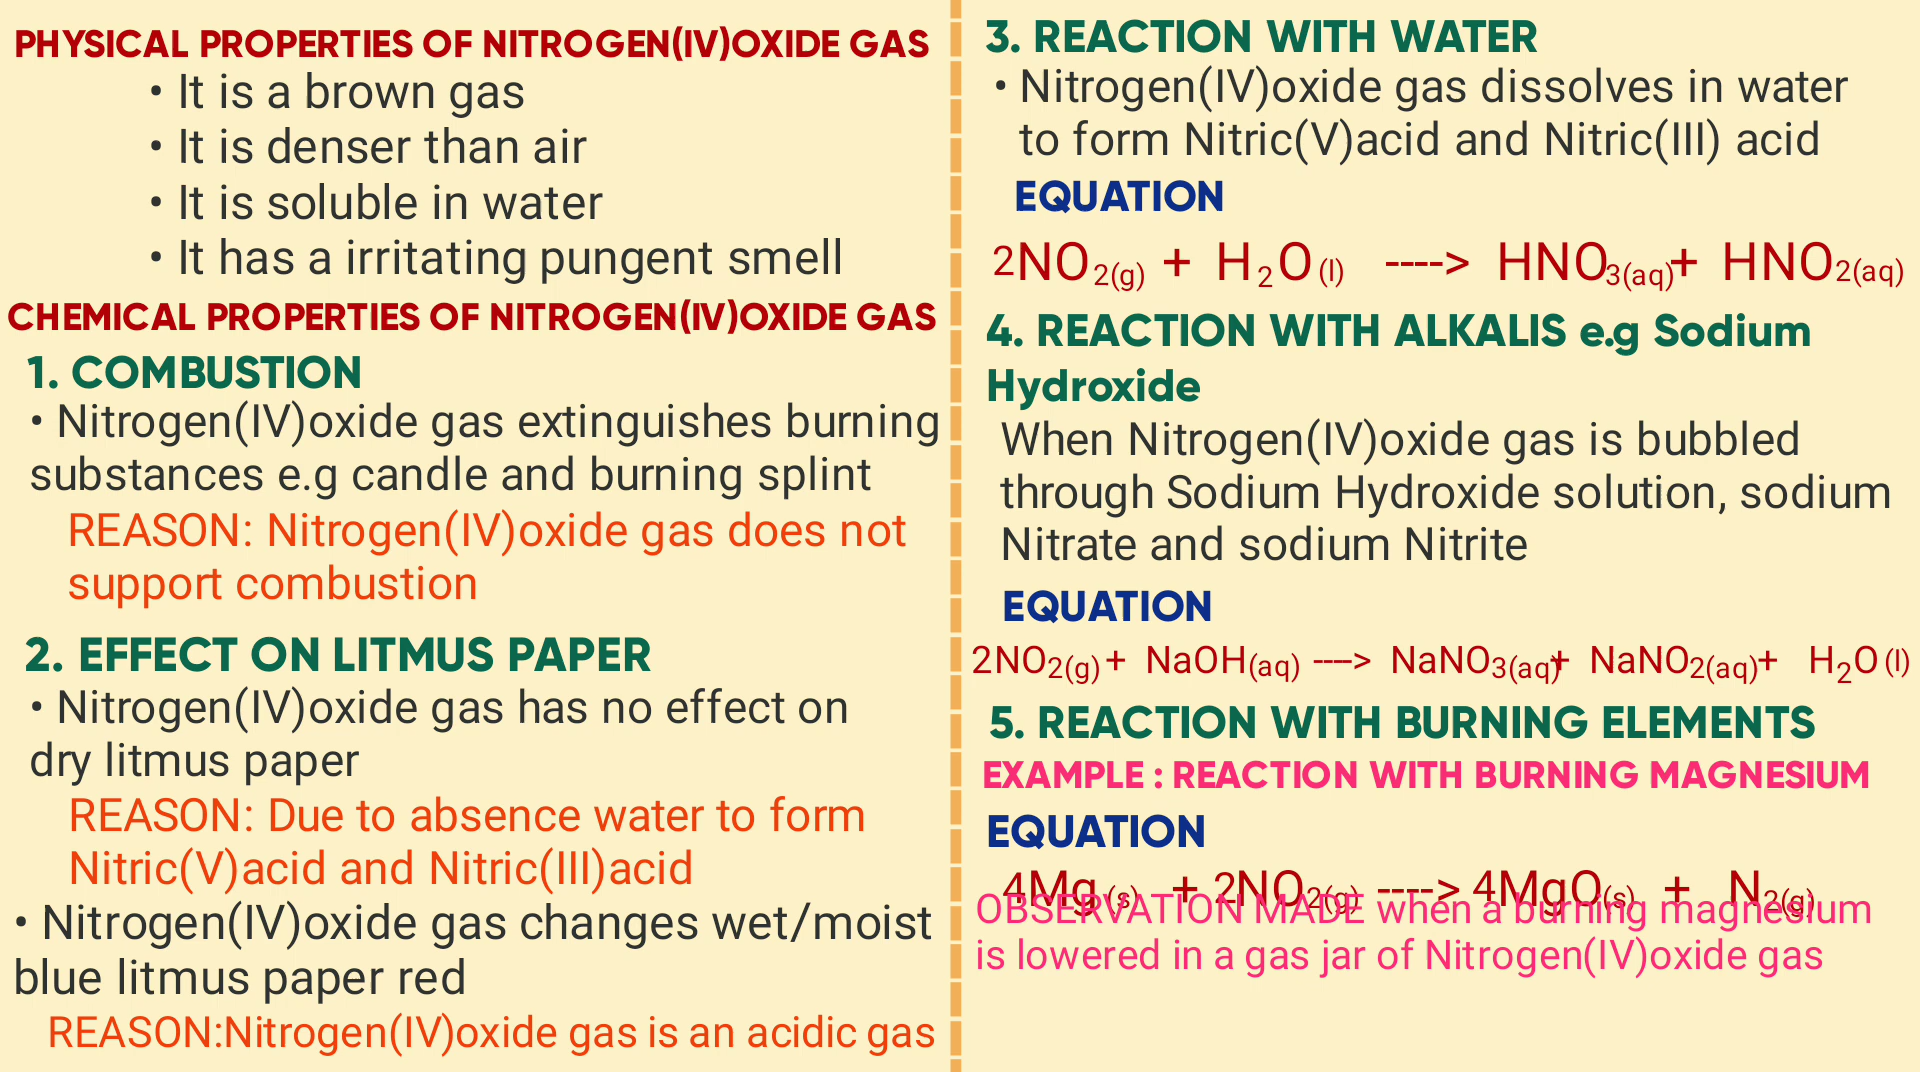 PHYSICAL PROPERTIES OF NITROGEN(IV)OXIDE GAS
• It is a brown gas
• It is denser than air
• It is soluble in water
• It has a irritating pungent smell
CHEMICAL PROPERTIES OF NITROGEN(IV)OXIDE GAS
1. COMBUSTION
• Nitrogen(IV)oxide gas extinguishes burning
substances e.g candle and burning splint
REASON: Nitrogen(IV)oxide gas does not
support combustion
2. EFFECT ON LITMUS PAPER
• Nitrogen(IV)oxide gas has no effect on
dry litmus paper
REASON: Due to absence water to form
Nitric(V)acid and Nitric(III)acid
• Nitrogen(IV)oxide gas changes wet/moist
blue litmus paper red
REASON:Nitrogen(IV)oxide gas is an acidic gas
3. REACTION WITH WATER
• Nitrogen(IV)oxide gas dissolves in water
to form Nitric(V)acid and Nitric(III) acid
EQUATION
2NO₂(g) + H₂O(l) ----> HNO₃(aq)+ HNO₂(aq)
4. REACTION WITH ALKALIS e.g Sodium
Hydroxide
When Nitrogen(IV)oxide gas is bubbled
through Sodium Hydroxide solution, sodium
Nitrate and sodium Nitrite
EQUATION
2NO₂(g) + NaOH(aq) ----> NaNO₃(aq)+ NaNO₂(aq)+ H₂O(l)
5. REACTION WITH BURNING ELEMENTS
EXAMPLE : REACTION WITH BURNING MAGNESIUM
EQUATION
4Mg(s) + 2NO₂(g) ----> 4MgO(s) + N₂(g)
OBSERVATION MADE when a burning magnesium
is lowered in a gas jar of Nitrogen(IV)oxide gas